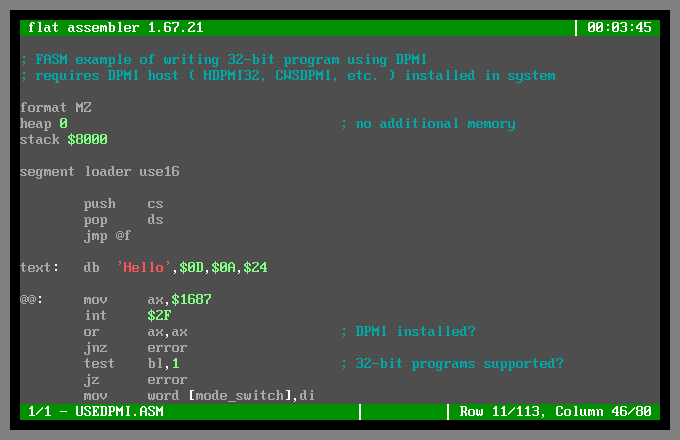 flat assembler 1.67.21 00:03:45
; FASM example of writing 32-bit program using DPMI
; requires DPMI host ( HDPMI32, CWSDPMI, etc. ) installed in system
format MZ
heap 0 ; no additional memory
stack $8000
segment loader use16
push cs
pop ds
jmp @f
text: db 'Hello',$0D,$0A,$24
@@: mov ax,$1687
int $2F
or ax,ax ; DPMI installed?
jnz error
test bl,1 ; 32-bit programs supported?
jz error
mov word [mode_switch],di
1/1 - USEDPMI.ASM Row 11/113, Column 46/80